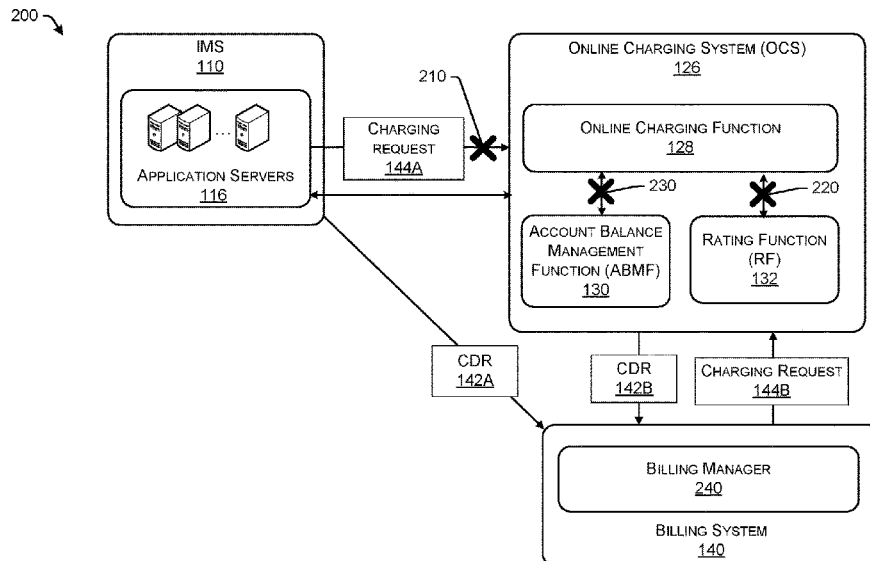 200
IMS
110
APPLICATION SERVERS
116
CHARGING
REQUEST
144A
210
ONLINE CHARGING SYSTEM (OCS)
126
ONLINE CHARGING FUNCTION
128
230
220
ACCOUNT BALANCE
MANAGEMENT
FUNCTION (ABMF)
130
RATING FUNCTION
(RF)
132
CDR
142A
CDR
142B
CHARGING REQUEST
144B
BILLING MANAGER
240
BILLING SYSTEM
140